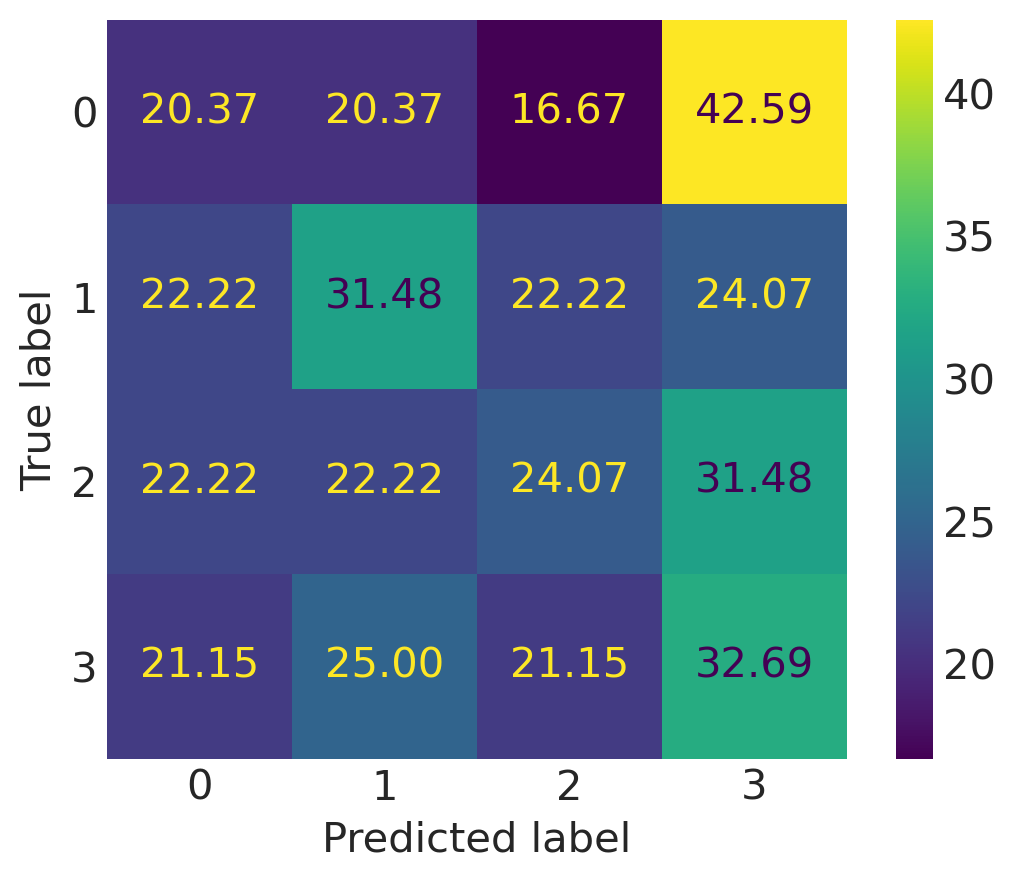 0 20.37 20.37 16.67 42.59
1 22.22 31.48 22.22 24.07
2 22.22 22.22 24.07 31.48
3 21.15 25.00 21.15 32.69
0 1 2 3
Predicted label
True label
40
35
30
25
20